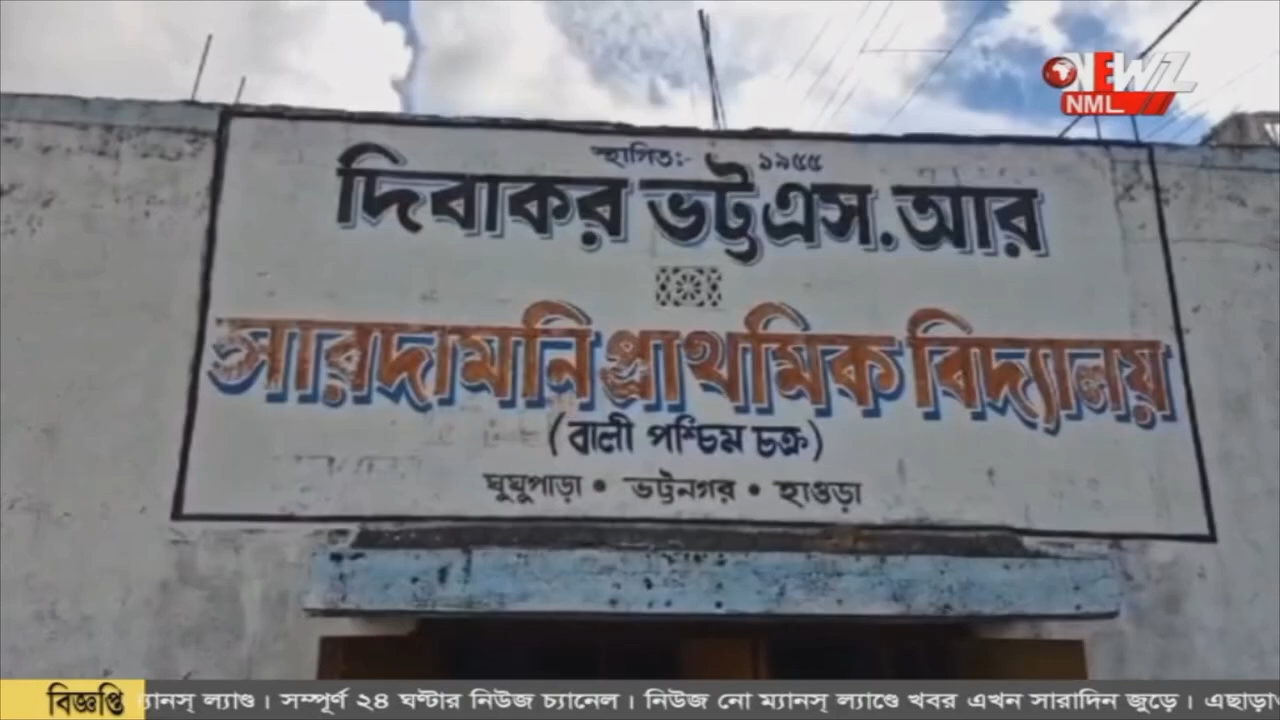 NEWZ
NML
স্থাপিত:- ১৯৫৫
দিবাকর ভট্ট এস. আর
সারদামনি প্রাথমিক বিদ্যালয়
(বালী পশ্চিম চক্র)
ঘুঘুপাড়া • ভট্টনগর • হাওড়া
বিজ্ঞপ্তি ্যানস্ ল্যাণ্ড। সম্পূর্ণ ২৪ ঘণ্টার নিউজ চ্যানেল। নিউজ নো ম্যানস্ ল্যাণ্ডে খবর এখন সারাদিন জুড়ে। এছাড়া